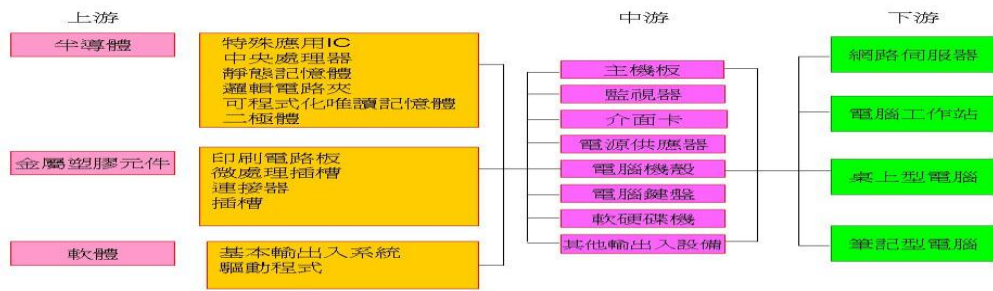 上游
中游
下游
半導體
特殊應用IC
中央處理器
靜態記憶體
邏輯電路夾
可程式化唯讀記憶體
二極體
金屬塑膠元件
印刷電路板
微處理插槽
連接器
插槽
軟體
基本輸出入系統
驅動程式
主機板
監視器
介面卡
電源供應器
電腦機殼
電腦鍵盤
軟硬碟機
其他輸出入設備
網路伺服器
電腦工作站
桌上型電腦
筆記型電腦